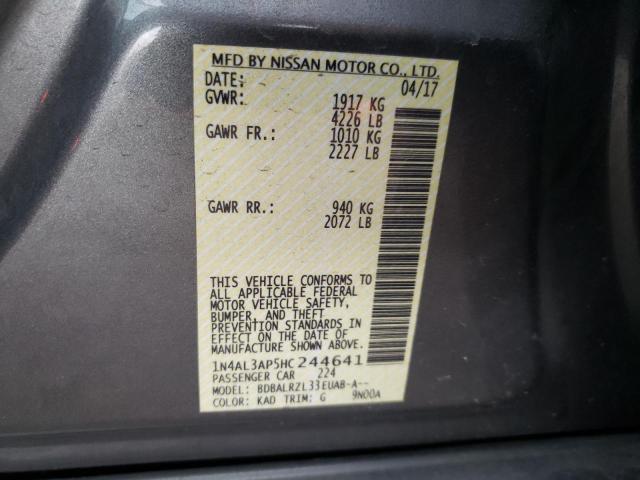 MFD BY NISSAN MOTOR CO., LTD.
DATE: 04/17
GVWR: 1917 KG
4226 LB
GAWR FR.: 1010 KG
2227 LB
GAWR RR.: 940 KG
2072 LB
THIS VEHICLE CONFORMS TO
ALL APPLICABLE FEDERAL
MOTOR VEHICLE SAFETY,
BUMPER, AND THEFT
PREVENTION STANDARDS
IN EFFECT ON THE DATE OF
MANUFACTURE SHOWN ABOVE.
1N4AL3AP5HC244641
PASSENGER CAR 224
MODEL: BDBALRZL33EUAB-A--
COLOR: KAD TRIM: G 9N00A